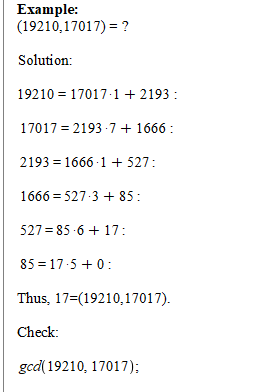 Example:
(19210,17017) = ?
Solution:
19210 = 17017·1 + 2193 :
17017 = 2193 ·7 + 1666 :
2193 = 1666 ·1 + 527 :
1666 = 527·3 + 85 :
527 = 85 ·6 + 17 :
85 = 17 ·5 + 0 :
Thus, 17=(19210,17017).
Check:
gcd(19210, 17017);